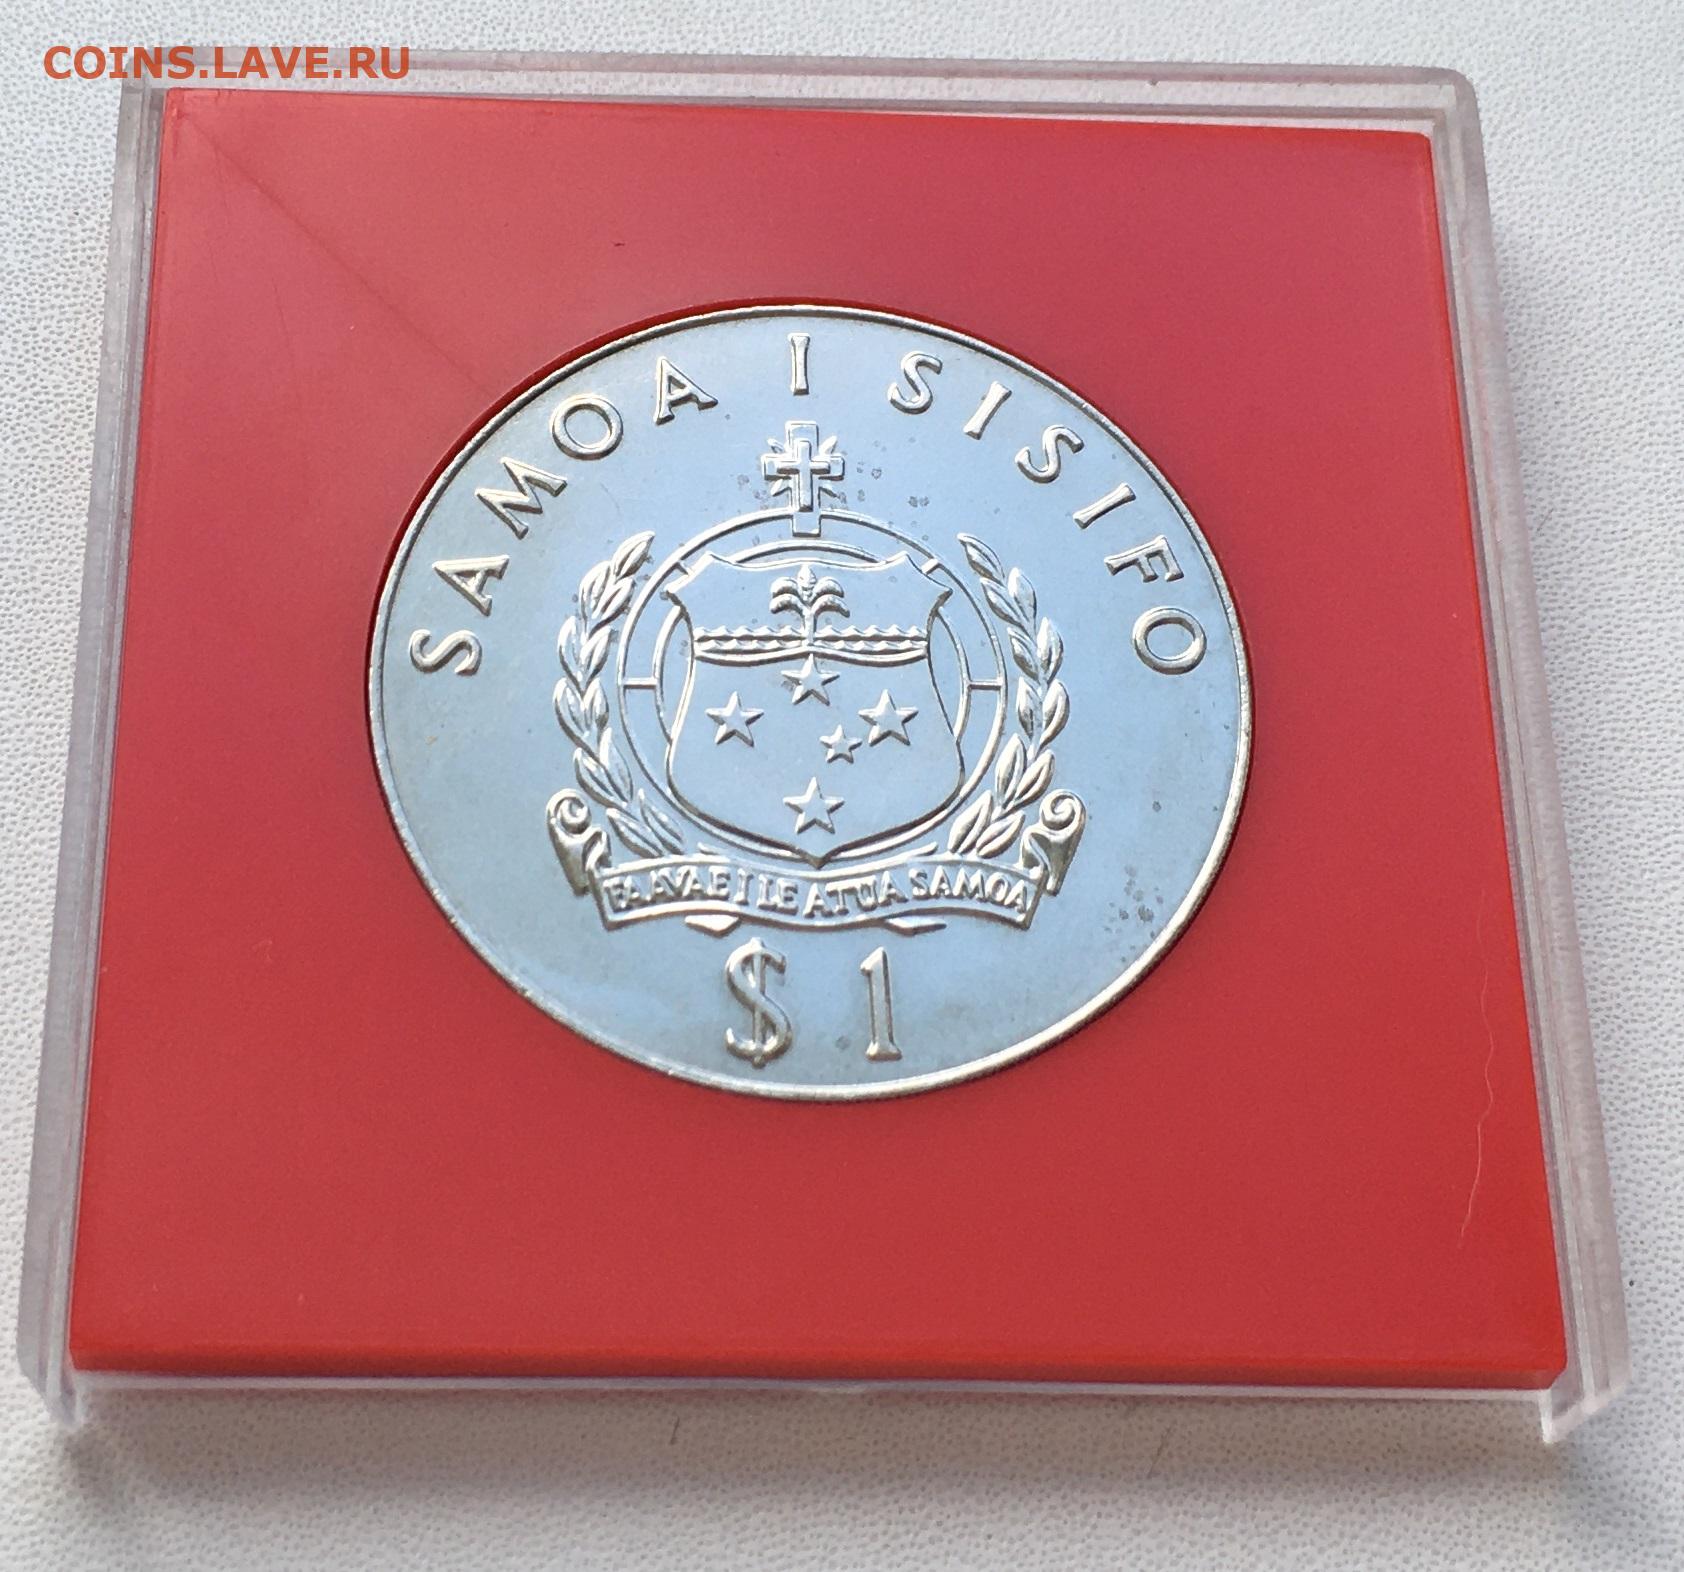 COINS.LAVE.RU
SAMOA I SISIFO
FAAVAE I LE ATUA SAMOA
$ 1